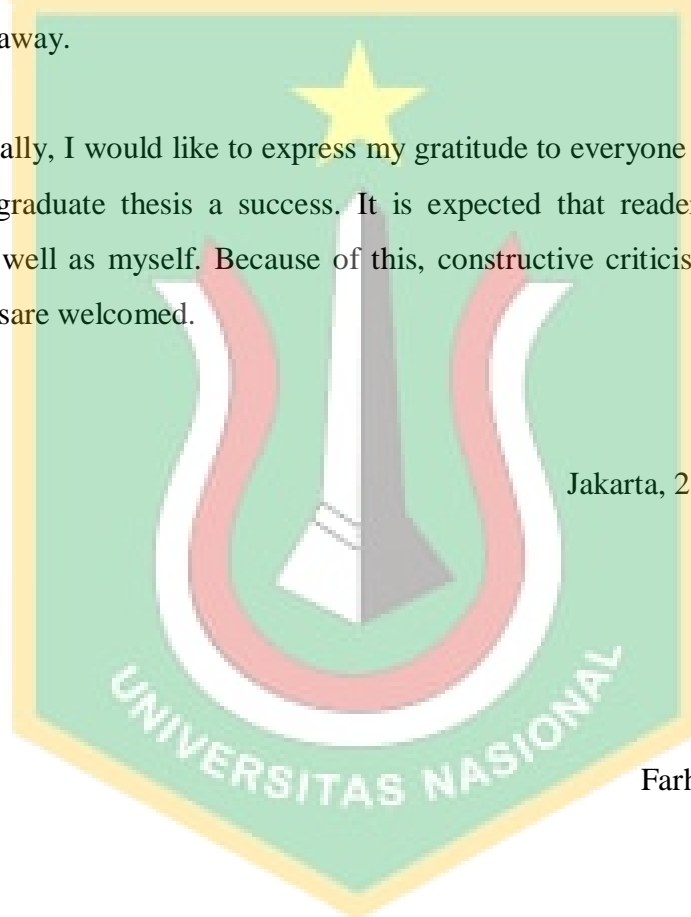 away.
ally, I would like to express my gratitude to everyone
graduate thesis a success. It is expected that reade
well as myself. Because of this, constructive criticis
sare welcomed.
Jakarta, 2
UNIVERSITAS NASIONAL
Farh